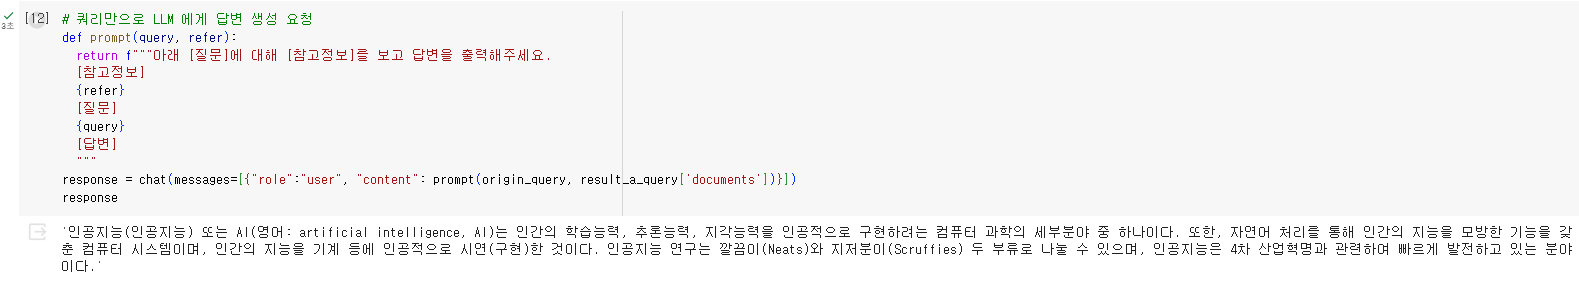 [12] # 쿼리만으로 LLM 에게 답변 생성 요청
3초
def prompt(query, refer):
return f"""아래 [질문]에 대해 [참고정보]를 보고 답변을 출력해주세요.
[참고정보]
{refer}
[질문]
{query}
[답변]
"""
response = chat(messages=[{"role":"user", "content": prompt(origin_query, result_a_query['documents'])}])
response
'인공지능(인공지능) 또는 AI(영어: artificial intelligence, AI)는 인간의 학습능력, 추론능력, 지각능력을 인공적으로 구현하려는 컴퓨터 과학의 세부분야 중 하나이다. 또한, 자연어 처리를 통해 인간의 지능을 모방한 기능을 갖
춘 컴퓨터 시스템이며, 인간의 지능을 기계 등에 인공적으로 시연(구현)한 것이다. 인공지능 연구는 깔끔이(Neats)와 지저분이(Scruffies) 두 부류로 나눌 수 있으며, 인공지능은 4차 산업혁명과 관련하여 빠르게 발전하고 있는 분야
이다.'